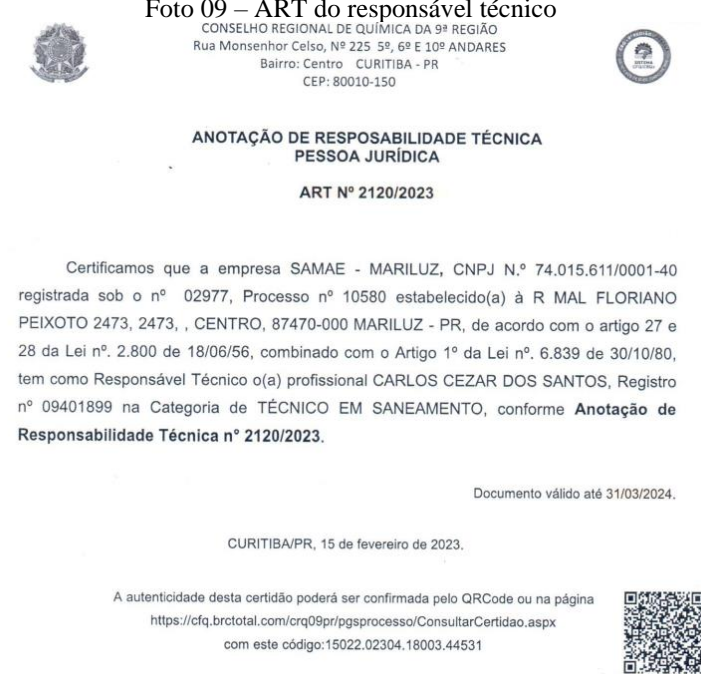 Foto 09 – ART do responsável técnico
CONSELHO REGIONAL DE QUÍMICA DA 9ª REGIÃO
Rua Monsenhor Celso, Nº 225 5º, 6º E 10º ANDARES
Bairro: Centro CURITIBA - PR
CEP: 80010-150
ANOTAÇÃO DE RESPOSABILIDADE TÉCNICA
PESSOA JURÍDICA
ART Nº 2120/2023
Certificamos que a empresa SAMAE - MARILUZ, CNPJ N.º 74.015.611/0001-40
registrada sob o nº 02977, Processo nº 10580 estabelecido(a) à R MAL FLORIANO
PEIXOTO 2473, 2473, , CENTRO, 87470-000 MARILUZ - PR, de acordo com o artigo 27 e
28 da Lei nº. 2.800 de 18/06/56, combinado com o Artigo 1º da Lei nº. 6.839 de 30/10/80,
tem como Responsável Técnico o(a) profissional CARLOS CEZAR DOS SANTOS, Registro
nº 09401899 na Categoria de TÉCNICO EM SANEAMENTO, conforme Anotação de
Responsabilidade Técnica n° 2120/2023.
Documento válido até 31/03/2024.
CURITIBA/PR, 15 de fevereiro de 2023.
A autenticidade desta certidão poderá ser confirmada pelo QRCode ou na página
https://cfq.brctotal.com/crq09pr/pgsprocesso/ConsultarCertidao.aspx
com este código:15022.02304.18003.44531